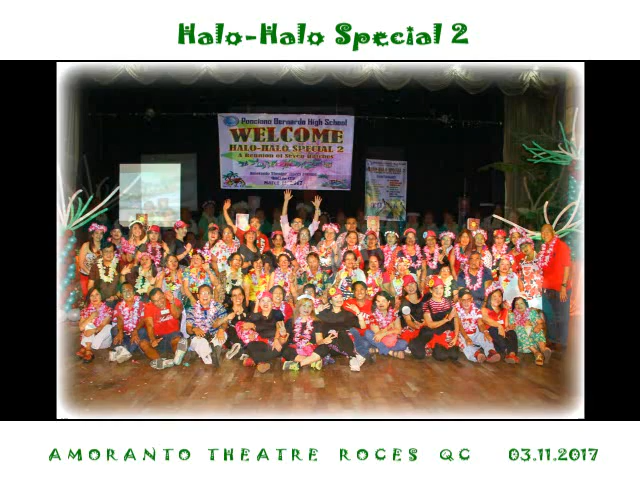 Halo-Halo Special 2
Ponciano Bernardo High School
WELCOME
HALO-HALO SPECIAL 2
A Reunion of Seven Batches
AMORANTO THEATRE ROCES QC 03.11.2017